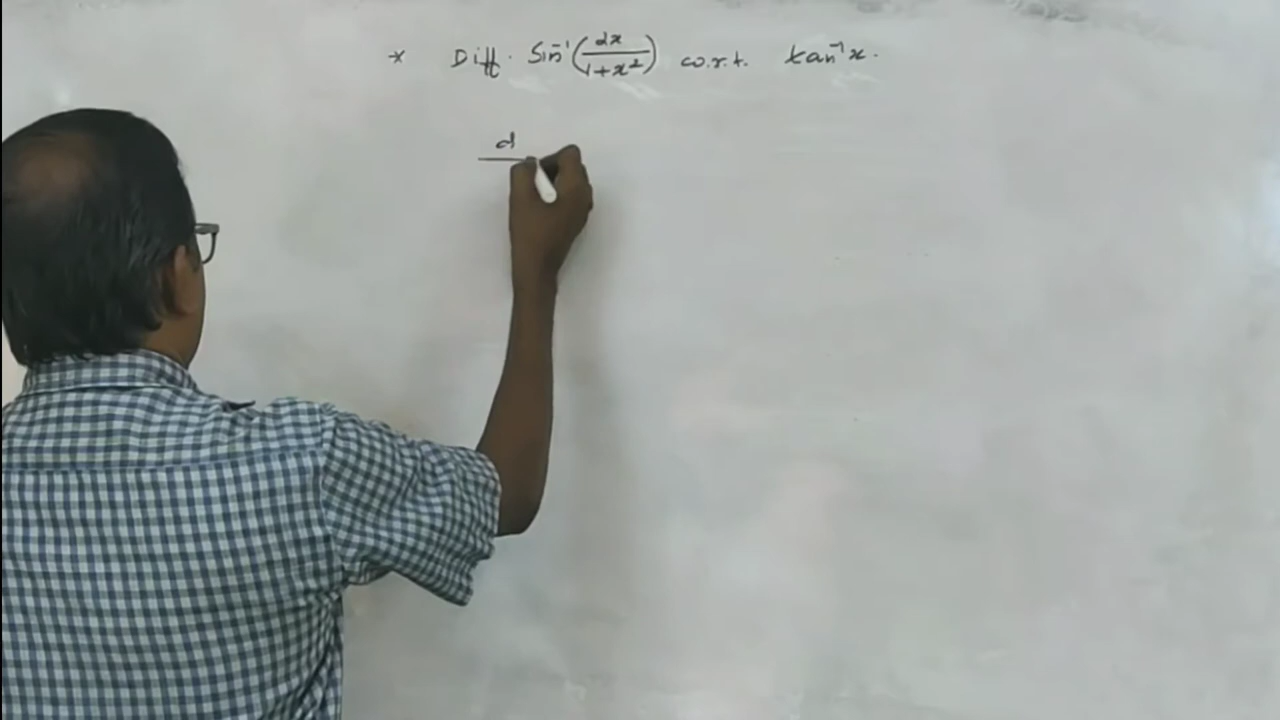 * Diff. Sin⁻¹(2x/1+x²) w.r.t. tan⁻¹x.
d